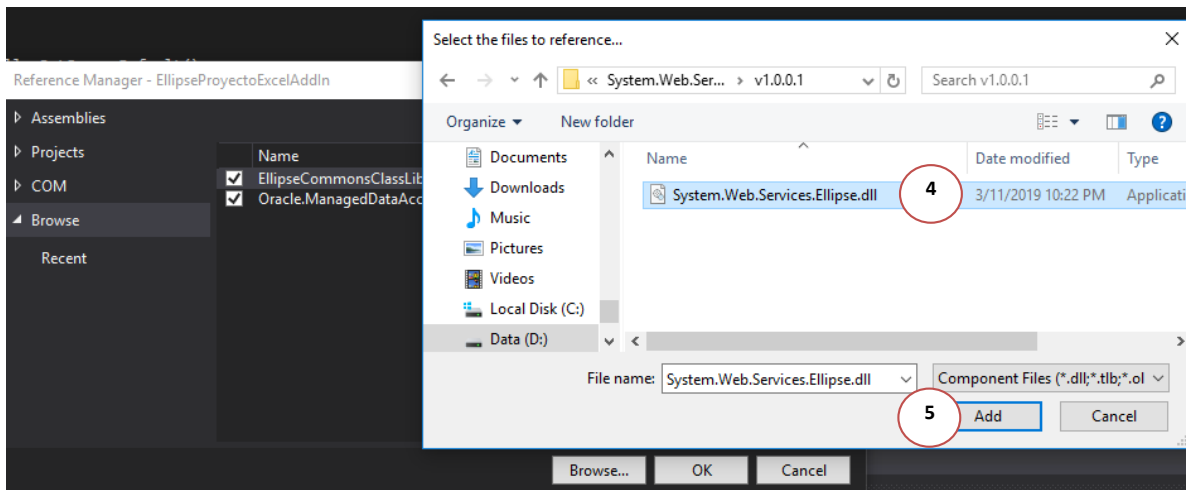 Select the files to reference...
Reference Manager - EllipseProyectoExcelAddIn
« System.Web.Ser... > v1.0.0.1
Search v1.0.0.1
Organize
New folder
Assemblies
Projects
COM
Browse
Recent
Name
EllipseCommonsClassLib
Oracle.ManagedDataAcc
Documents
Downloads
Music
Pictures
Videos
Local Disk (C:)
Data (D:)
Name
Date modified
Type
System.Web.Services.Ellipse.dll
4
3/11/2019 10:22 PM
Applicati
File name:
System.Web.Services.Ellipse.dll
Component Files (*.dll;*.tlb;*.ol
5
Add
Cancel
Browse...
OK
Cancel